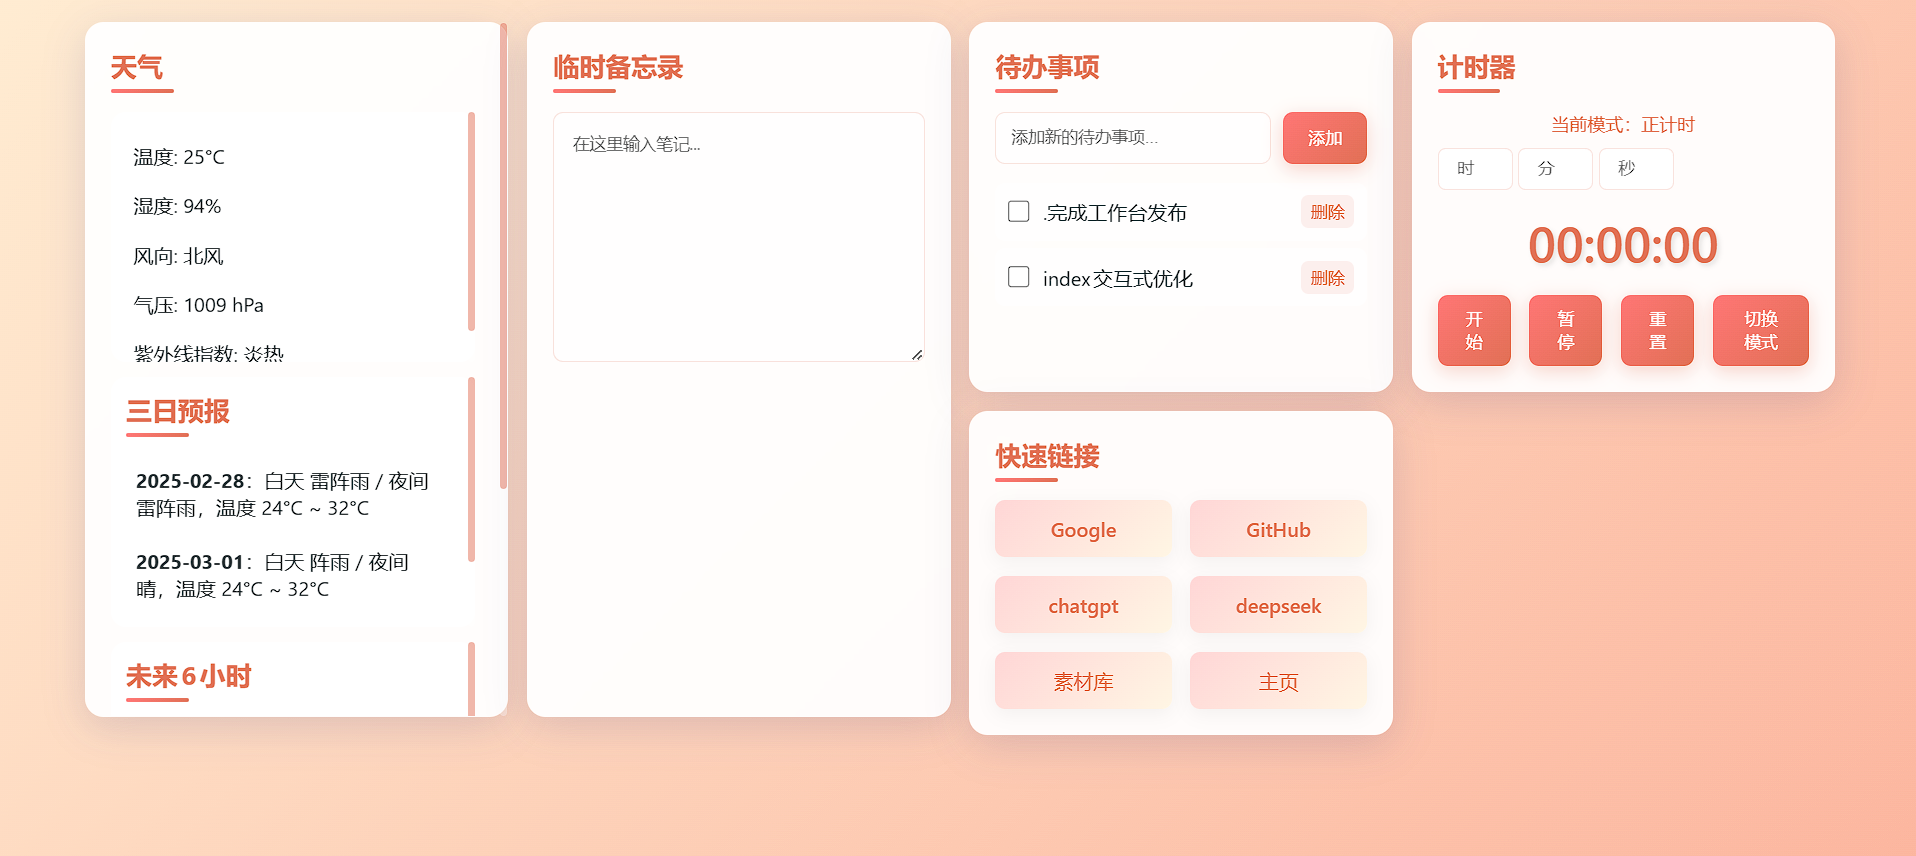 天气
温度: 25°C
湿度: 94%
风向: 北风
气压: 1009 hPa
紫外线指数: 炎热
三日预报
2025-02-28：白天 雷阵雨 / 夜间
雷阵雨，温度 24°C ~ 32°C
2025-03-01：白天 阵雨 / 夜间
晴，温度 24°C ~ 32°C
未来6小时
临时备忘录
在这里输入笔记...
待办事项
添加新的待办事项...
添加
.完成工作台发布
删除
index交互式优化
删除
快速链接
Google
GitHub
chatgpt
deepseek
素材库
主页
计时器
当前模式：正计时
时
分
秒
00:00:00
开
始
暂
停
重
置
切换
模式